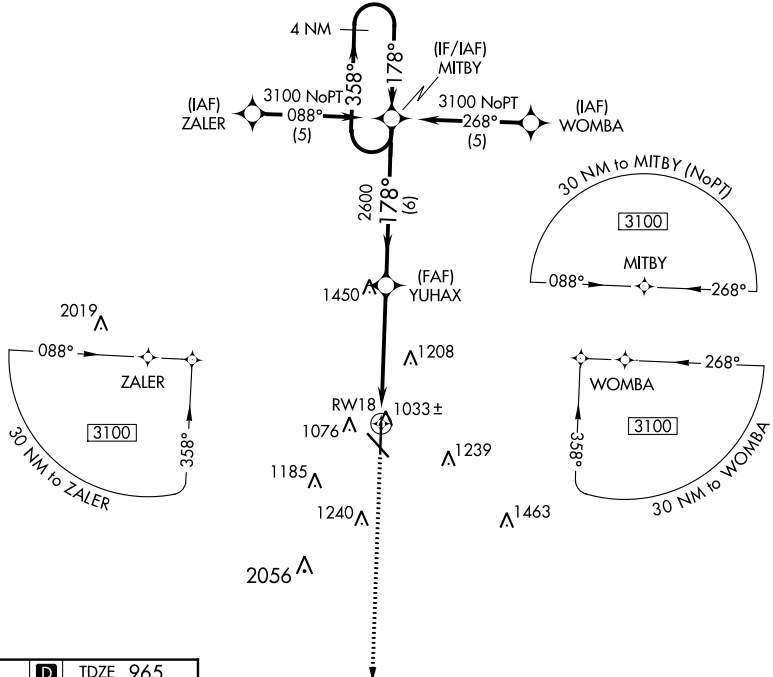 4 NM
358°
178°
(IF/IAF)
MITBY
(IAF)
ZALER
3100 NoPT
088°
(5)
3100 NoPT
268°
(5)
(IAF)
WOMBA
2600
178°
(6)
30 NM to MITBY (NoPT)
3100
MITBY
088°
268°
(FAF)
YUHAX
1450
2019
088°
ZALER
3100
358°
30 NM to ZALER
1208
RW18
1033±
1076
1239
1185
1240
1463
2056
268°
WOMBA
3100
358°
30 NM to WOMBA
D TDZE 965